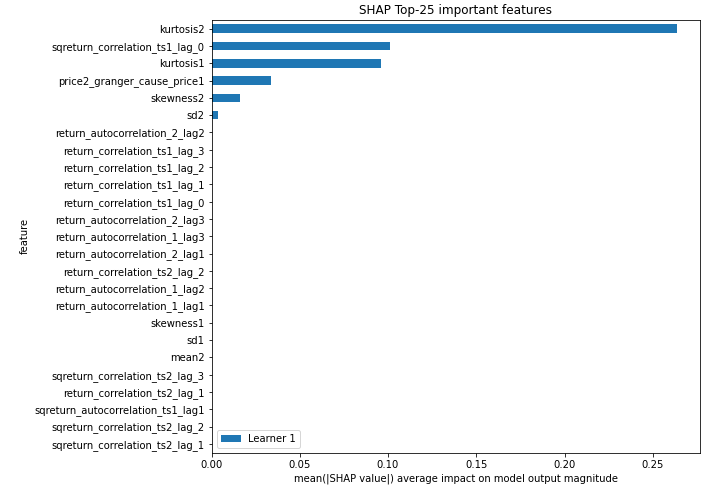 SHAP Top-25 important features
kurtosis2
sqreturn_correlation_ts1_lag_0
kurtosis1
price2_granger_cause_price1
skewness2
sd2
return_autocorrelation_2_lag2
return_correlation_ts1_lag_3
return_correlation_ts1_lag_2
return_correlation_ts1_lag_1
return_correlation_ts1_lag_0
return_autocorrelation_2_lag3
return_autocorrelation_1_lag3
return_autocorrelation_2_lag1
return_correlation_ts2_lag_2
return_autocorrelation_1_lag2
return_autocorrelation_1_lag1
skewness1
sd1
mean2
sqreturn_correlation_ts2_lag_3
return_correlation_ts2_lag_1
sqreturn_autocorrelation_ts1_lag1
sqreturn_correlation_ts2_lag_2
sqreturn_correlation_ts2_lag_1
feature
Learner 1
0.00 0.05 0.10 0.15 0.20 0.25
mean(|SHAP value|) average impact on model output magnitude